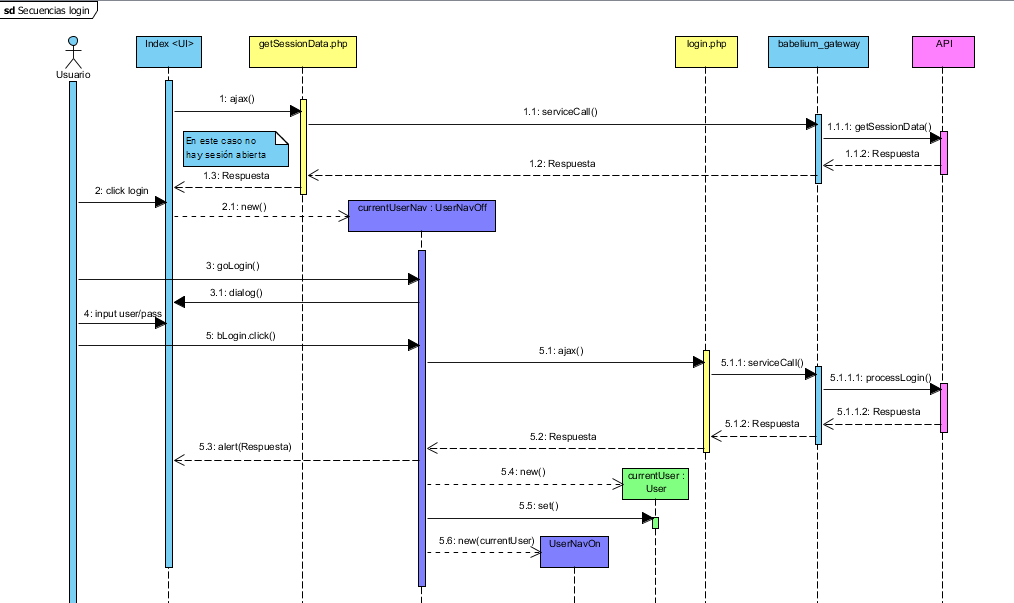 sd Secuencias login
Usuario
Index <UI>
getSessionData.php
login.php
babelium_gateway
API
1: ajax()
1.1: serviceCall()
1.1.1: getSessionData()
En este caso no
hay sesión abierta
1.1.2: Respuesta
1.2: Respuesta
1.3: Respuesta
2: click login
2.1: new()
currentUserNav : UserNavOff
3: goLogin()
3.1: dialog()
4: input user/pass
5: bLogin.click()
5.1: ajax()
5.1.1: serviceCall()
5.1.1.1: processLogin()
5.1.1.2: Respuesta
5.1.2: Respuesta
5.2: Respuesta
5.3: alert(Respuesta)
5.4: new()
currentUser :
User
5.5: set()
5.6: new(currentUser)
UserNavOn